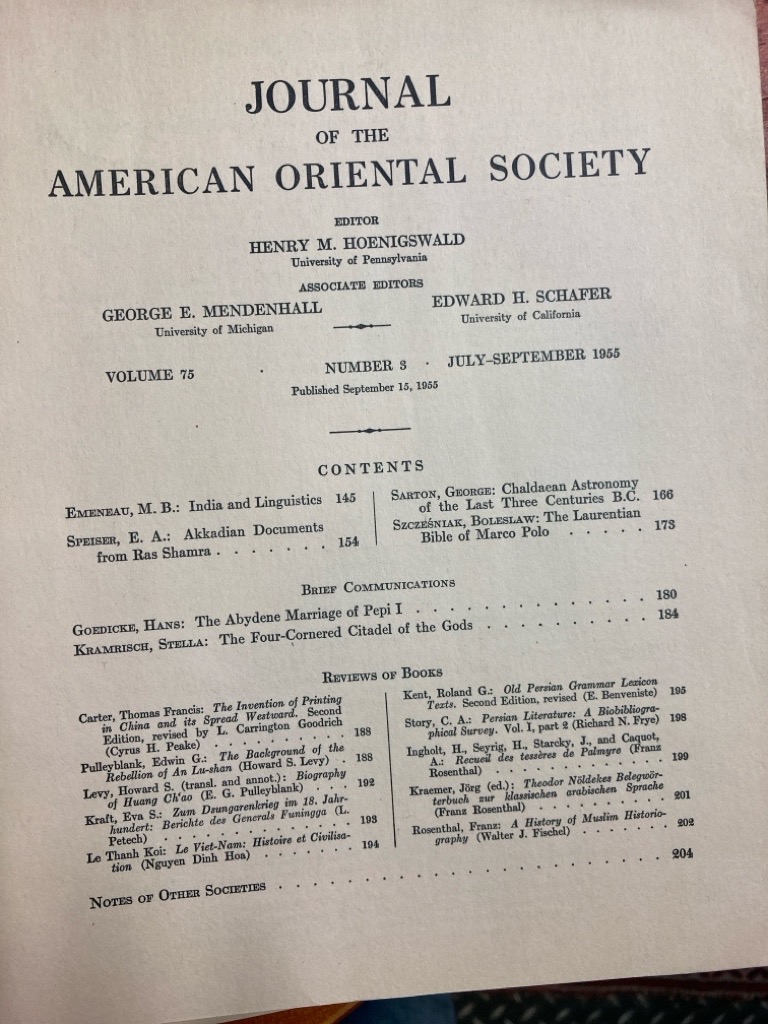 JOURNAL
OF THE
AMERICAN ORIENTAL SOCIETY
EDITOR
HENRY M. HOENIGSWALD
University of Pennsylvania
ASSOCIATE EDITORS
GEORGE E. MENDENHALL
University of Michigan
EDWARD H. SCHAFER
University of California
VOLUME 75 · NUMBER 3 · JULY–SEPTEMBER 1955
Published September 15, 1955
CONTENTS
EMENEAU, M. B.: India and Linguistics 145
SPEISER, E. A.: Akkadian Documents
from Ras Shamra . . . . . . . 154
SARTON, GEORGE: Chaldaean Astronomy
of the Last Three Centuries B.C. 166
SZCZEŚNIAK, BOLESLAW: The Laurentian
Bible of Marco Polo . . . . . 173
BRIEF COMMUNICATIONS
GOEDICKE, HANS: The Abydene Marriage of Pepi I . . . . . . . . . . . . . 180
KRAMRISCH, STELLA: The Four-Cornered Citadel of the Gods . . . . . . . . . . 184
REVIEWS OF BOOKS
Carter, Thomas Francis: The Invention of Printing
in China and its Spread Westward. Second
Edition, revised by L. Carrington Goodrich
(Cyrus H. Peake) . . . . . . . . 188
Pulleyblank, Edwin G.: The Background of the
Rebellion of An Lu-shan (Howard S. Levy) . 188
Levy, Howard S. (transl. and annot.): Biography
of Huang Ch'ao (E. G. Pulleyblank) . . . 192
Kraft, Eva S.: Zum Dsungarenkrieg im 18. Jahr-
hundert: Berichte des Generals Funingga (L.
Petech) . . . . . . . . . . 193
Le Thanh Koi: Le Viet-Nam: Histoire et Civilisa-
tion (Nguyen Dinh Hoa) . . . . . . 194
Kent, Roland G.: Old Persian Grammar Lexicon
Texts. Second Edition, revised (E. Benveniste) 195
Story, C. A.: Persian Literature: A Biobibliogra-
phical Survey. Vol. I, part 2 (Richard N. Frye) 198
Ingholt, H., Seyrig, H., Starcky, J., and Caquot,
A.: Recueil des tessères de Palmyre (Franz
Rosenthal) . . . . . . . . . 199
Kraemer, Jörg (ed.): Theodor Nöldekes Belegwör-
terbuch zur klassischen arabischen Sprache
(Franz Rosenthal) . . . . . . . 201
Rosenthal, Franz: A History of Muslim Historio-
graphy (Walter J. Fischel) . . . . . 202
NOTES OF OTHER SOCIETIES . . . . . . . . . . . . . . . . . . . . 204